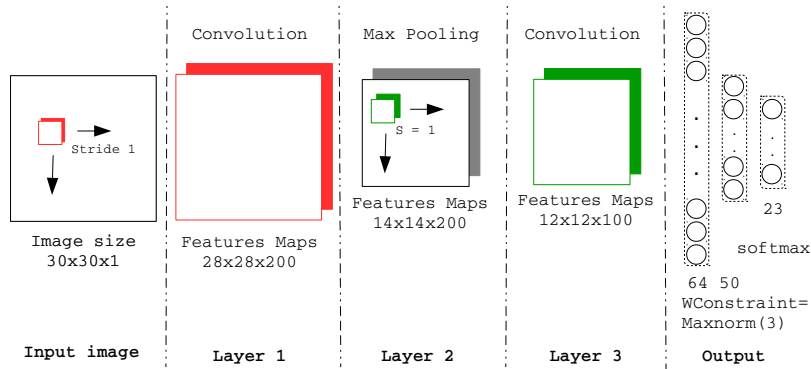 Convolution
Max Pooling
Convolution
Stride 1
S = 1
Image size
30x30x1
Features Maps
28x28x200
Features Maps
14x14x200
Features Maps
12x12x100
23
softmax
64 50
WConstraint=
Maxnorm(3)
Input image
Layer 1
Layer 2
Layer 3
Output